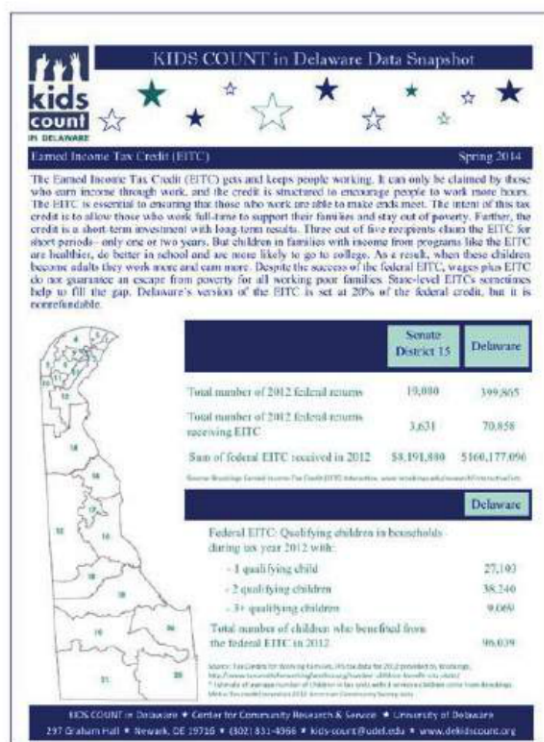 KIDS COUNT in Delaware Data Snapshot
kids
count
IN DELAWARE
Earned Income Tax Credit (EITC) Spring 2014
The Earned Income Tax Credit (EITC) gets and keeps people working. It can only be claimed by those
who earn income through work, and the credit is structured to encourage people to work more hours.
The EITC is essential to ensuring that those who work are able to make ends meet. The intent of this tax
credit is to allow those who work full-time to support their families and stay out of poverty. Further, the
credit is a short-term investment with long-term results. Three out of five recipients claim the EITC for
short periods- only one or two years. But children in families with income from programs like the EITC
are healthier, do better in school and are more likely to go to college. As a result, when these children
become adults they work more and earn more. Despite the success of the federal EITC, wages plus EITC
do not guarantee an escape from poverty for all working poor families. State-level EITCs sometimes
help to fill the gap. Delaware's version of the EITC is set at 20% of the federal credit, but it is
nonrefundable.
Senate
District 15 Delaware
Total number of 2012 federal returns 399,865
Total number of 2012 federal returns
receiving EITC 3,631 70,858
Sum of federal EITC received in 2012 $8,191,880 $160,177,096
Delaware
Federal EITC: Qualifying children in households
during tax year 2012 with:
- 1 qualifying child 27,103
- 2 qualifying children 38,240
- 3+ qualifying children 9,069
Total number of children who benefited from
the federal EITC in 2012 96,039
KIDS COUNT in Delaware ★ Center for Community Research & Service ★ University of Delaware
297 Graham Hall ★ Newark, DE 19716 ★ (302) 831-4966 ★ kids-count@udel.edu ★ www.dekidscount.org